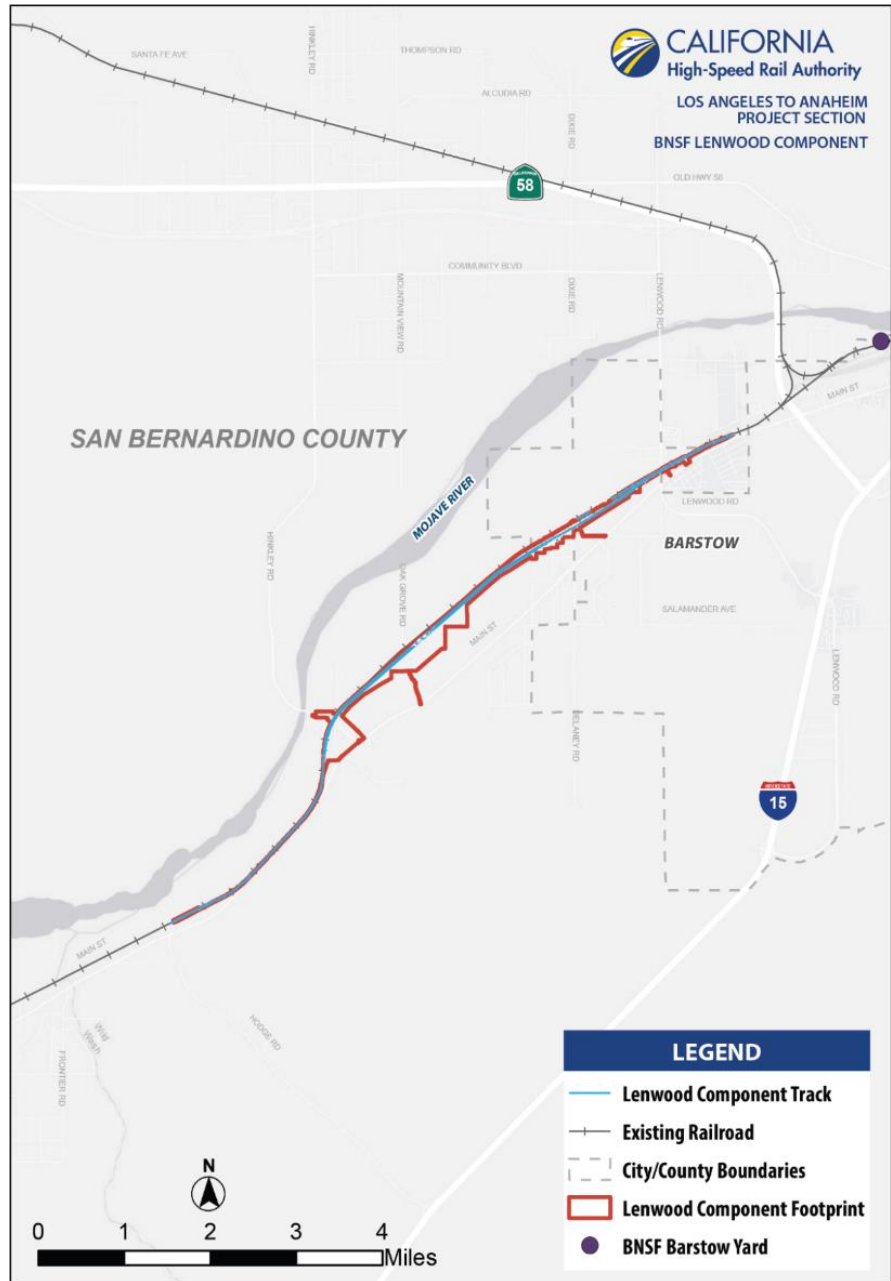 CALIFORNIA
High-Speed Rail Authority
LOS ANGELES TO ANAHEIM
PROJECT SECTION
BNSF LENWOOD COMPONENT
SANTA FE AVE
HINKLEY RD
THOMPSON RD
ALCUDIA RD
DIXIE RD
CALIFORNIA
58
OLD HWY 58
COMMUNITY BLVD
MOUNTAIN VIEW RD
DIXIE RD
LENWOOD RD
MAIN ST
SAN BERNARDINO COUNTY
MOJAVE RIVER
LENWOOD RD
BARSTOW
HINKLEY RD
OAK GROVE RD
MAIN ST
SALAMANDER AVE
LENWOOD RD
DELANEY RD
INTERSTATE
15
MAIN ST
Wild
Wash
HODGE RD
FRONTIER RD
N
0 1 2 3 4
Miles
LEGEND
Lenwood Component Track
Existing Railroad
City/County Boundaries
Lenwood Component Footprint
BNSF Barstow Yard